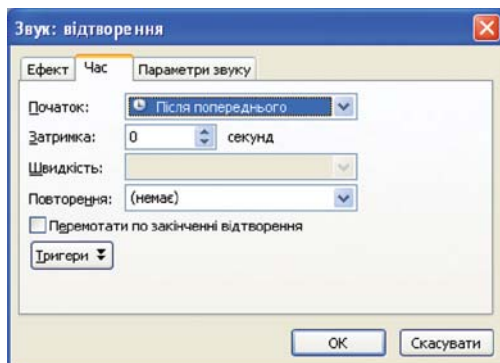 Звук: відтворення
Ефект Час Параметри звуку
Початок: Після попереднього
Затримка: 0 секунд
Швидкість:
Повторення: (немає)
Перемотати по закінченні відтворення
Тригери
ОК Скасувати